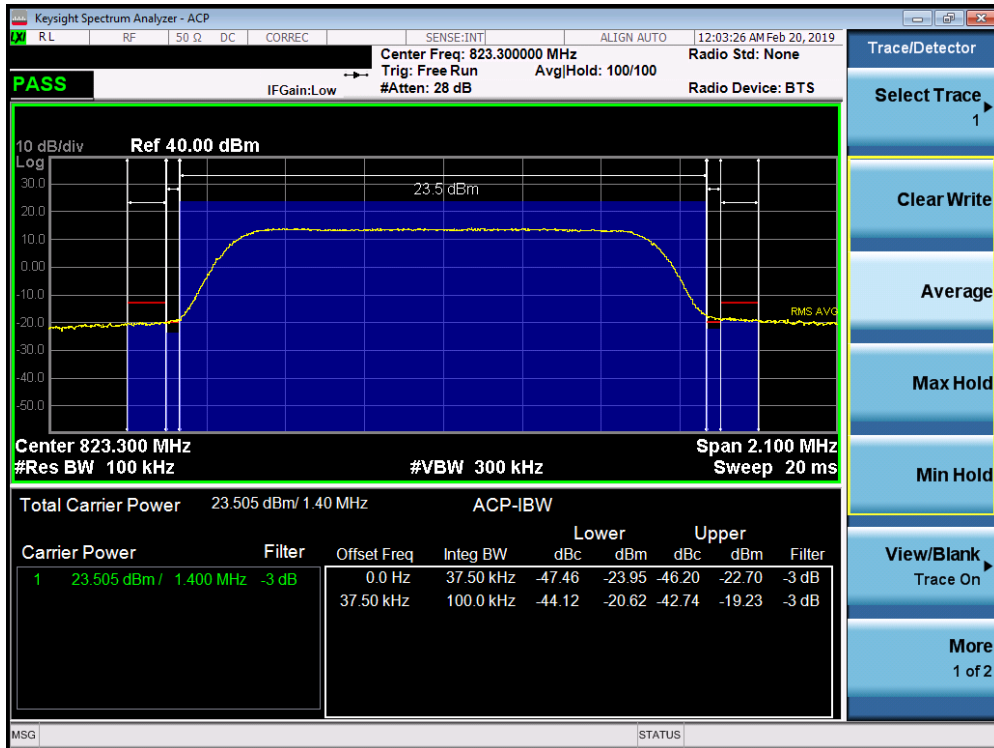 Keysight Spectrum Analyzer - ACP
LXI RL RF 50 Ω DC CORREC SENSE:INT ALIGN AUTO 12:03:26 AM Feb 20, 2019
Center Freq: 823.300000 MHz Radio Std: None
Trig: Free Run Avg|Hold: 100/100
PASS IFGain:Low #Atten: 28 dB Radio Device: BTS
10 dB/div Ref 40.00 dBm
Log
30.0
23.5 dBm
20.0
10.0
0.00
-10.0
RMS AVG
-20.0
-30.0
-40.0
-50.0
Center 823.300 MHz Span 2.100 MHz
#Res BW 100 kHz #VBW 300 kHz Sweep 20 ms
Total Carrier Power 23.505 dBm/ 1.40 MHz ACP-IBW
Lower Upper
Carrier Power Filter Offset Freq Integ BW dBc dBm dBc dBm Filter
1 23.505 dBm / 1.400 MHz -3 dB 0.0 Hz 37.50 kHz -47.46 -23.95 -46.20 -22.70 -3 dB
37.50 kHz 100.0 kHz -44.12 -20.62 -42.74 -19.23 -3 dB
MSG STATUS
Trace/Detector
Select Trace
1
Clear Write
Average
Max Hold
Min Hold
View/Blank
Trace On
More
1 of 2